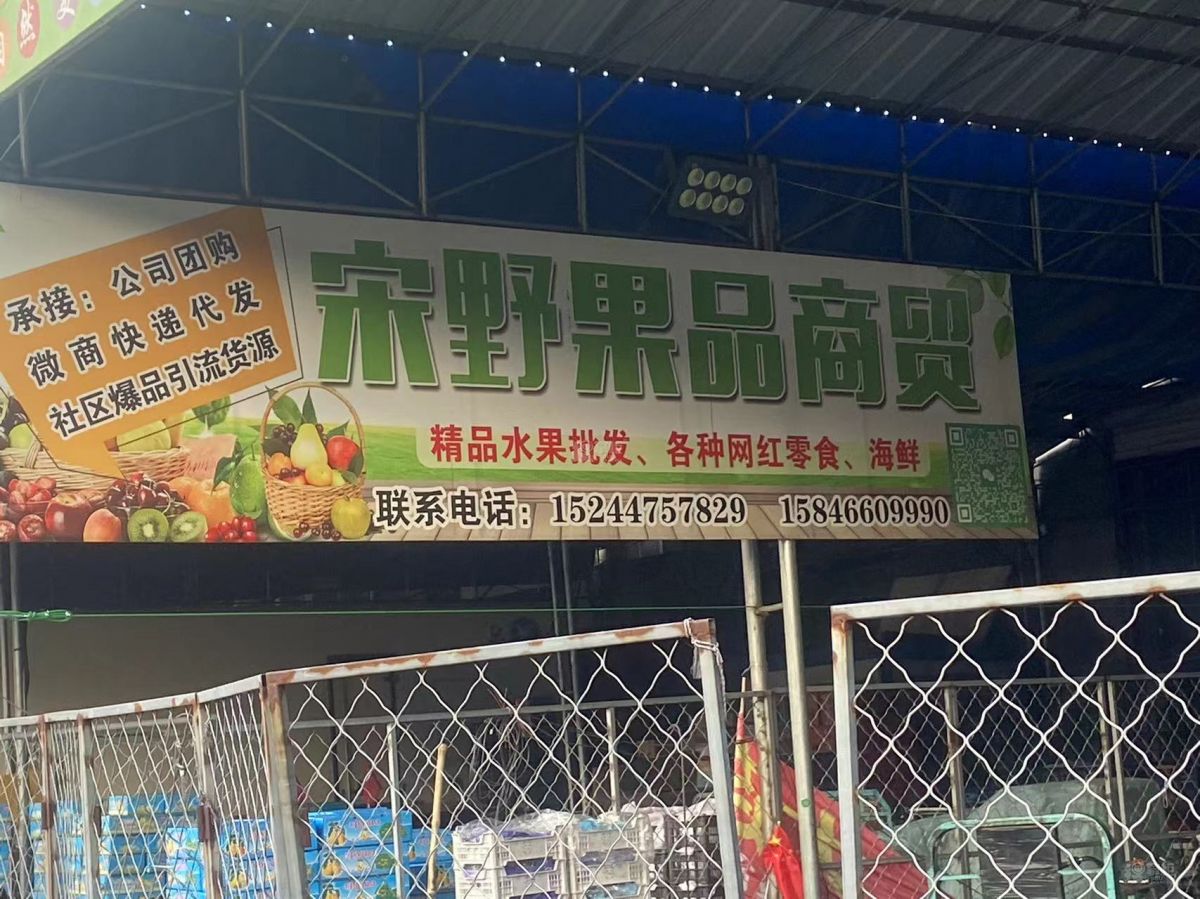 然
承接：公司团购
微商快递代发
社区爆品引流货源
宋野果品商贸
精品水果批发、各种网红零食、海鲜
联系电话：15244757829 15846609990